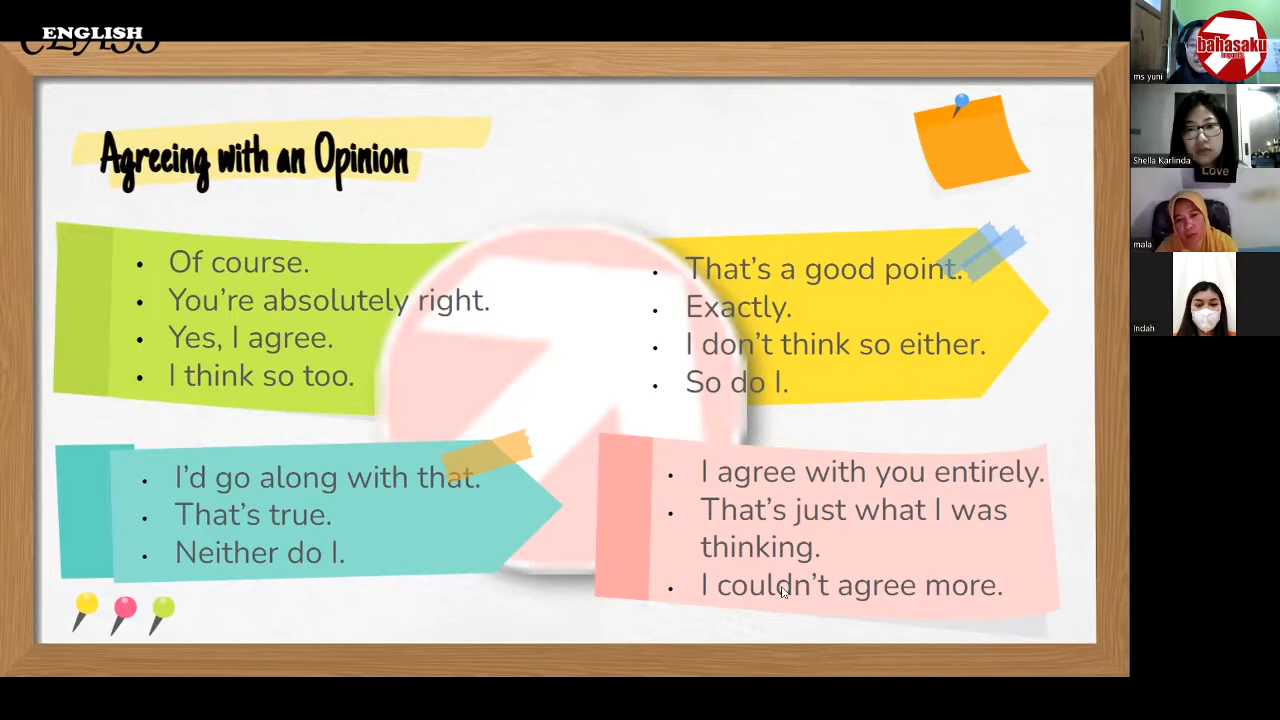 ENGLISH
CLASS
Agreeing with an Opinion
• Of course.
• You’re absolutely right.
• Yes, I agree.
• I think so too.
• That’s a good point.
• Exactly.
• I don’t think so either.
• So do I.
• I’d go along with that.
• That’s true.
• Neither do I.
• I agree with you entirely.
• That’s just what I was
thinking.
• I couldn’t agree more.
bahasaku
ms yuni
Shella Karlinda
Love
mala
Indah